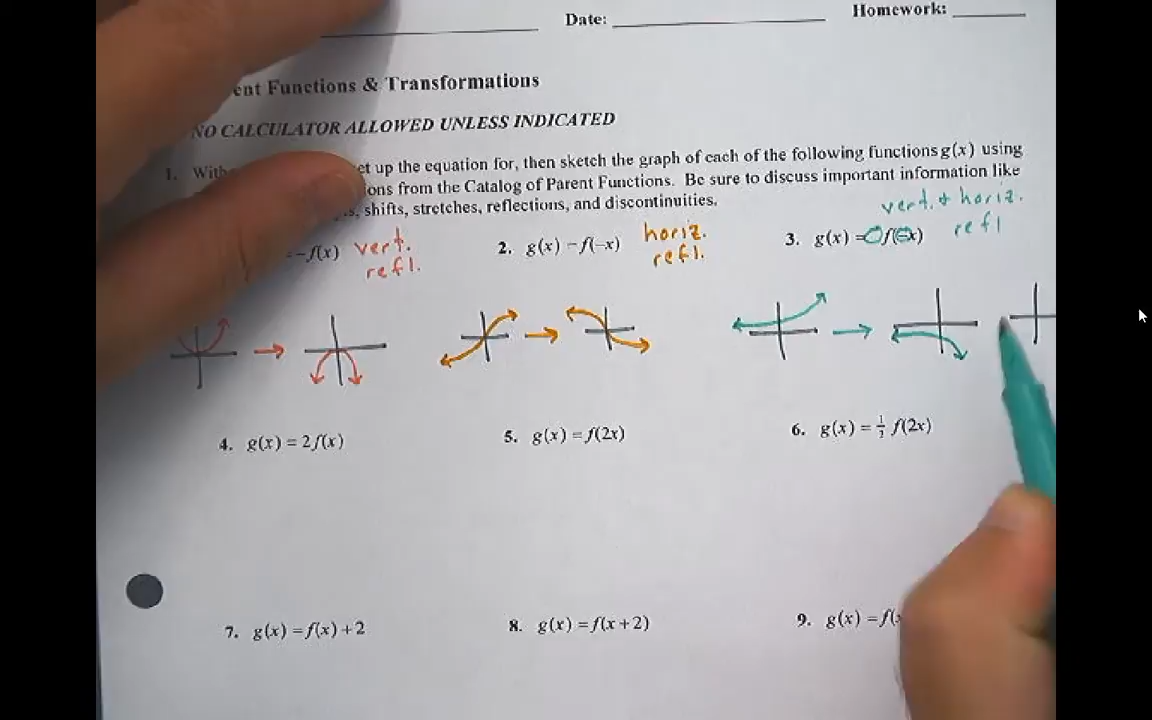 Date: ____________ Homework: ______
ent Functions & Transformations
NO CALCULATOR ALLOWED UNLESS INDICATED
1. With et up the equation for, then sketch the graph of each of the following functions g(x) using
ions from the Catalog of Parent Functions. Be sure to discuss important information like
s, shifts, stretches, reflections, and discontinuities.
= -f(x) vert. refl.
2. g(x) = f(-x) horiz. refl.
3. g(x) = -f(-x) vert. + horiz. refl
4. g(x) = 2f(x)
5. g(x) = f(2x)
6. g(x) = ½ f(2x)
7. g(x) = f(x) + 2
8. g(x) = f(x + 2)
9. g(x) = f(